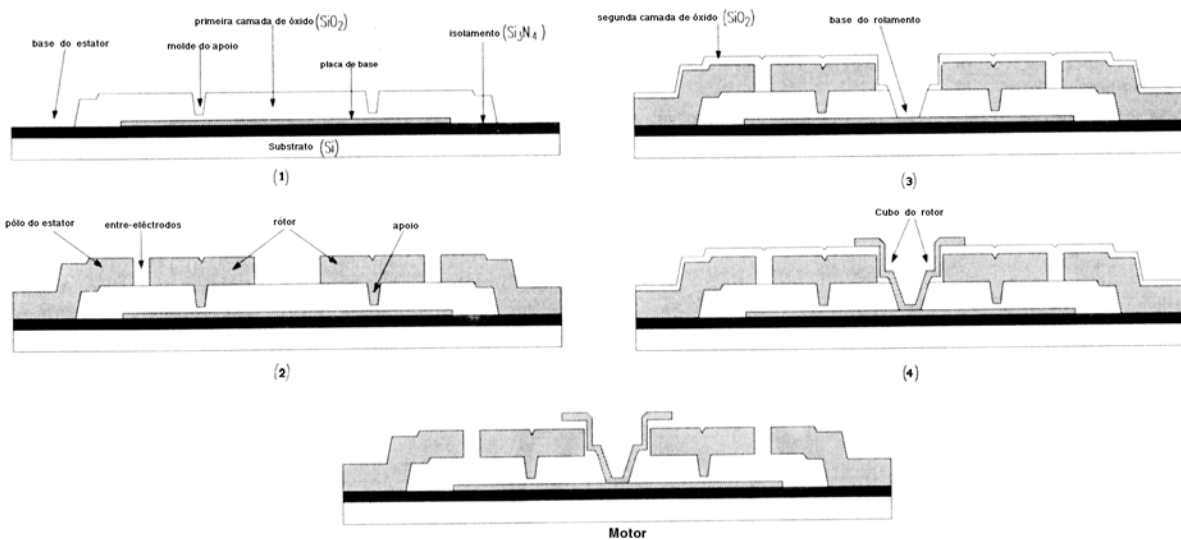 primeira camada de óxido (SiO₂)
base do estator
molde do apoio
isolamento (Si₃N₄)
placa de base
Substrato (Si)
(1)
segunda camada de óxido (SiO₂)
base do rolamento
(3)
pólo do estator
entre-eléctrodos
rótor
apoio
(2)
Cubo do rotor
(4)
Motor